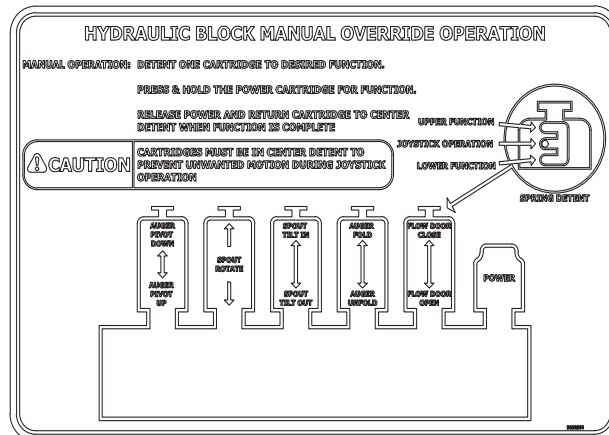 HYDRAULIC BLOCK MANUAL OVERRIDE OPERATION
MANUAL OPERATION: DETENT ONE CARTRIDGE TO DESIRED FUNCTION.
PRESS & HOLD THE POWER CARTRIDGE FOR FUNCTION.
RELEASE POWER AND RETURN CARTRIDGE TO CENTER
DETENT WHEN FUNCTION IS COMPLETE
UPPER FUNCTION
JOYSTICK OPERATION
LOWER FUNCTION
SPRING DETENT
CAUTION
CARTRIDGES MUST BE IN CENTER DETENT TO
PREVENT UNWANTED MOTION DURING JOYSTICK
OPERATION
AUGER
PIVOT
DOWN
AUGER
PIVOT
UP
SPOUT
ROTATE
SPOUT
TILT IN
SPOUT
TILT OUT
AUGER
FOLD
AUGER
UNFOLD
FLOW DOOR
CLOSE
FLOW DOOR
OPEN
POWER